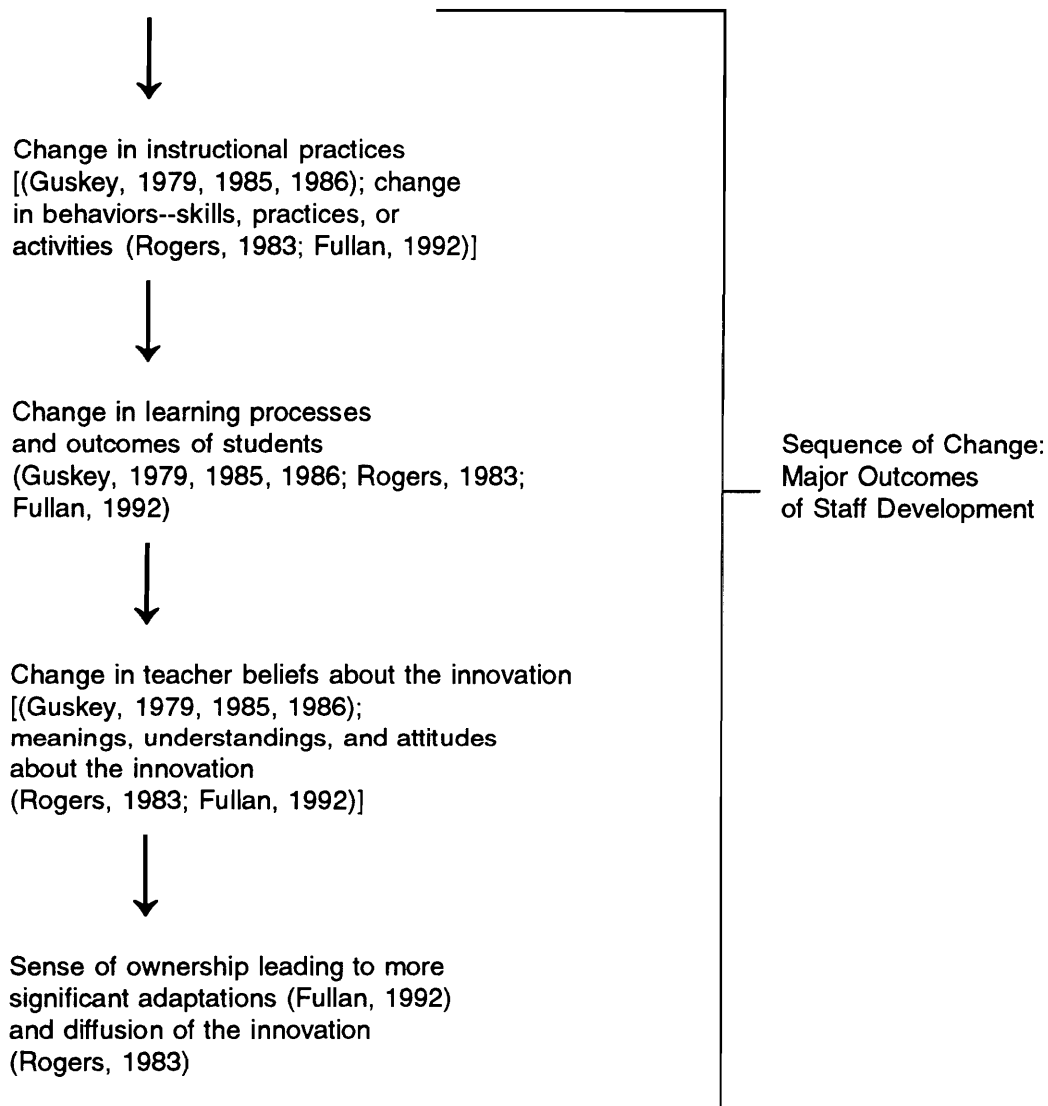 Change in instructional practices
[(Guskey, 1979, 1985, 1986); change
in behaviors--skills, practices, or
activities (Rogers, 1983; Fullan, 1992)]
Change in learning processes
and outcomes of students
(Guskey, 1979, 1985, 1986; Rogers, 1983;
Fullan, 1992)
Sequence of Change:
Major Outcomes
of Staff Development
Change in teacher beliefs about the innovation
[(Guskey, 1979, 1985, 1986);
meanings, understandings, and attitudes
about the innovation
(Rogers, 1983; Fullan, 1992)]
Sense of ownership leading to more
significant adaptations (Fullan, 1992)
and diffusion of the innovation
(Rogers, 1983)